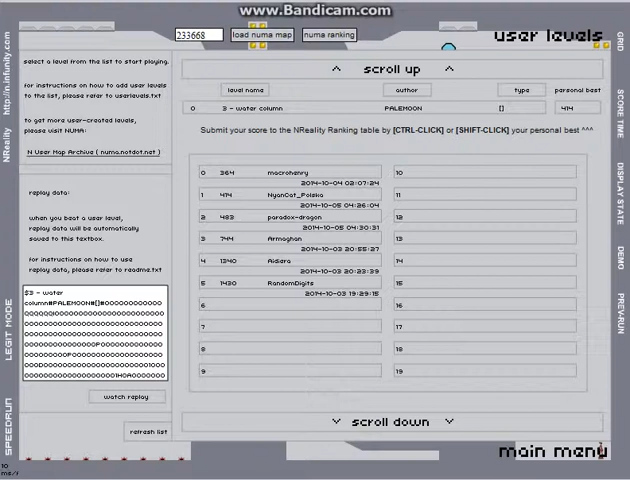 www.Bandicam.com
233668
load numa map
numa ranking
user levels
select a level from the list to start playing.
for instructions on how to add user levels
to the list, please refer to userlevels.txt
to get more user-created levels,
please visit NUMA:
N User Map Archive ( numa.notdot.net )
replay data:
when you beat a user level,
replay data will be automatically
saved to this textbox.
for instructions on how to use
replay data, please refer to readme.txt
$3 - water
watch replay
refresh list
^ scroll up ^
level name
author
type
personal best
0 3 - water column PALEMOON [] 414
Submit your score to the NReality Ranking table by [CTRL-CLICK] or [SHIFT-CLICK] your personal best ^^^
0 364 macrohenry
2014-10-04 02:07:24
1 414 NyanCat_Polska
2014-10-05 04:26:04
2 483 paradox-dragon
2014-10-05 04:30:31
3 744 Armaghan
2014-10-03 20:55:27
4 1340 Aidiera
2014-10-03 20:23:39
5 1430 RandomDigits
2014-10-03 19:29:15
6
7
8
9
10
11
12
13
14
15
16
17
18
19
v scroll down v
main menu
NReality http://n.infunity.com
LEGIT MODE
SPEEDRUN
10
GRID
SCORE TIME
DISPLAY STATE
DEMO
PREV-RUN